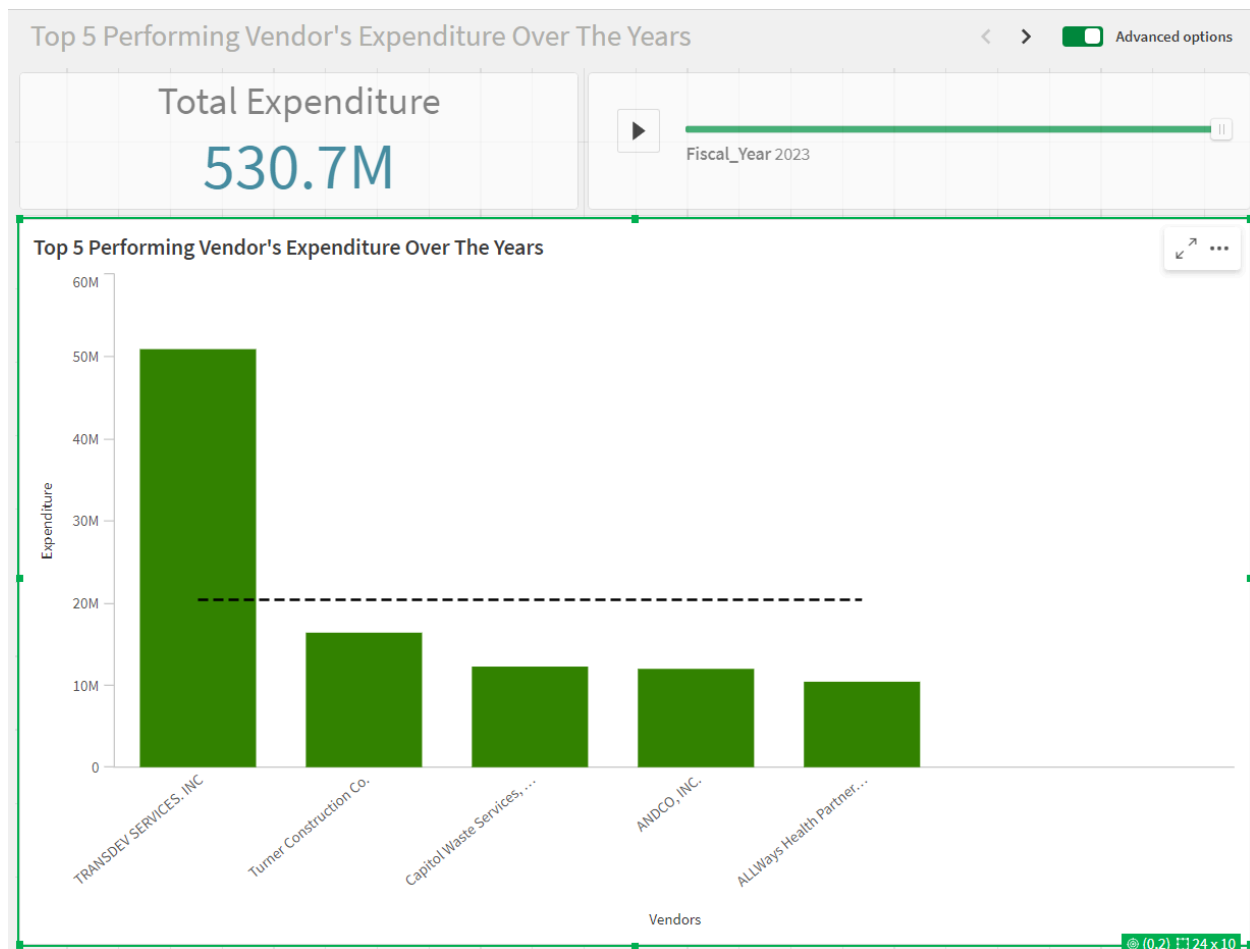 Top 5 Performing Vendor's Expenditure Over The Years
Advanced options
Total Expenditure
530.7M
Fiscal_Year 2023
Top 5 Performing Vendor's Expenditure Over The Years
60M
50M
40M
30M
20M
10M
0
Expenditure
TRANSDEV SERVICES. INC
Turner Construction Co.
Capitol Waste Services, ...
ANDCO, INC.
ALLWays Health Partner...
Vendors
(0,2) 24 x 10